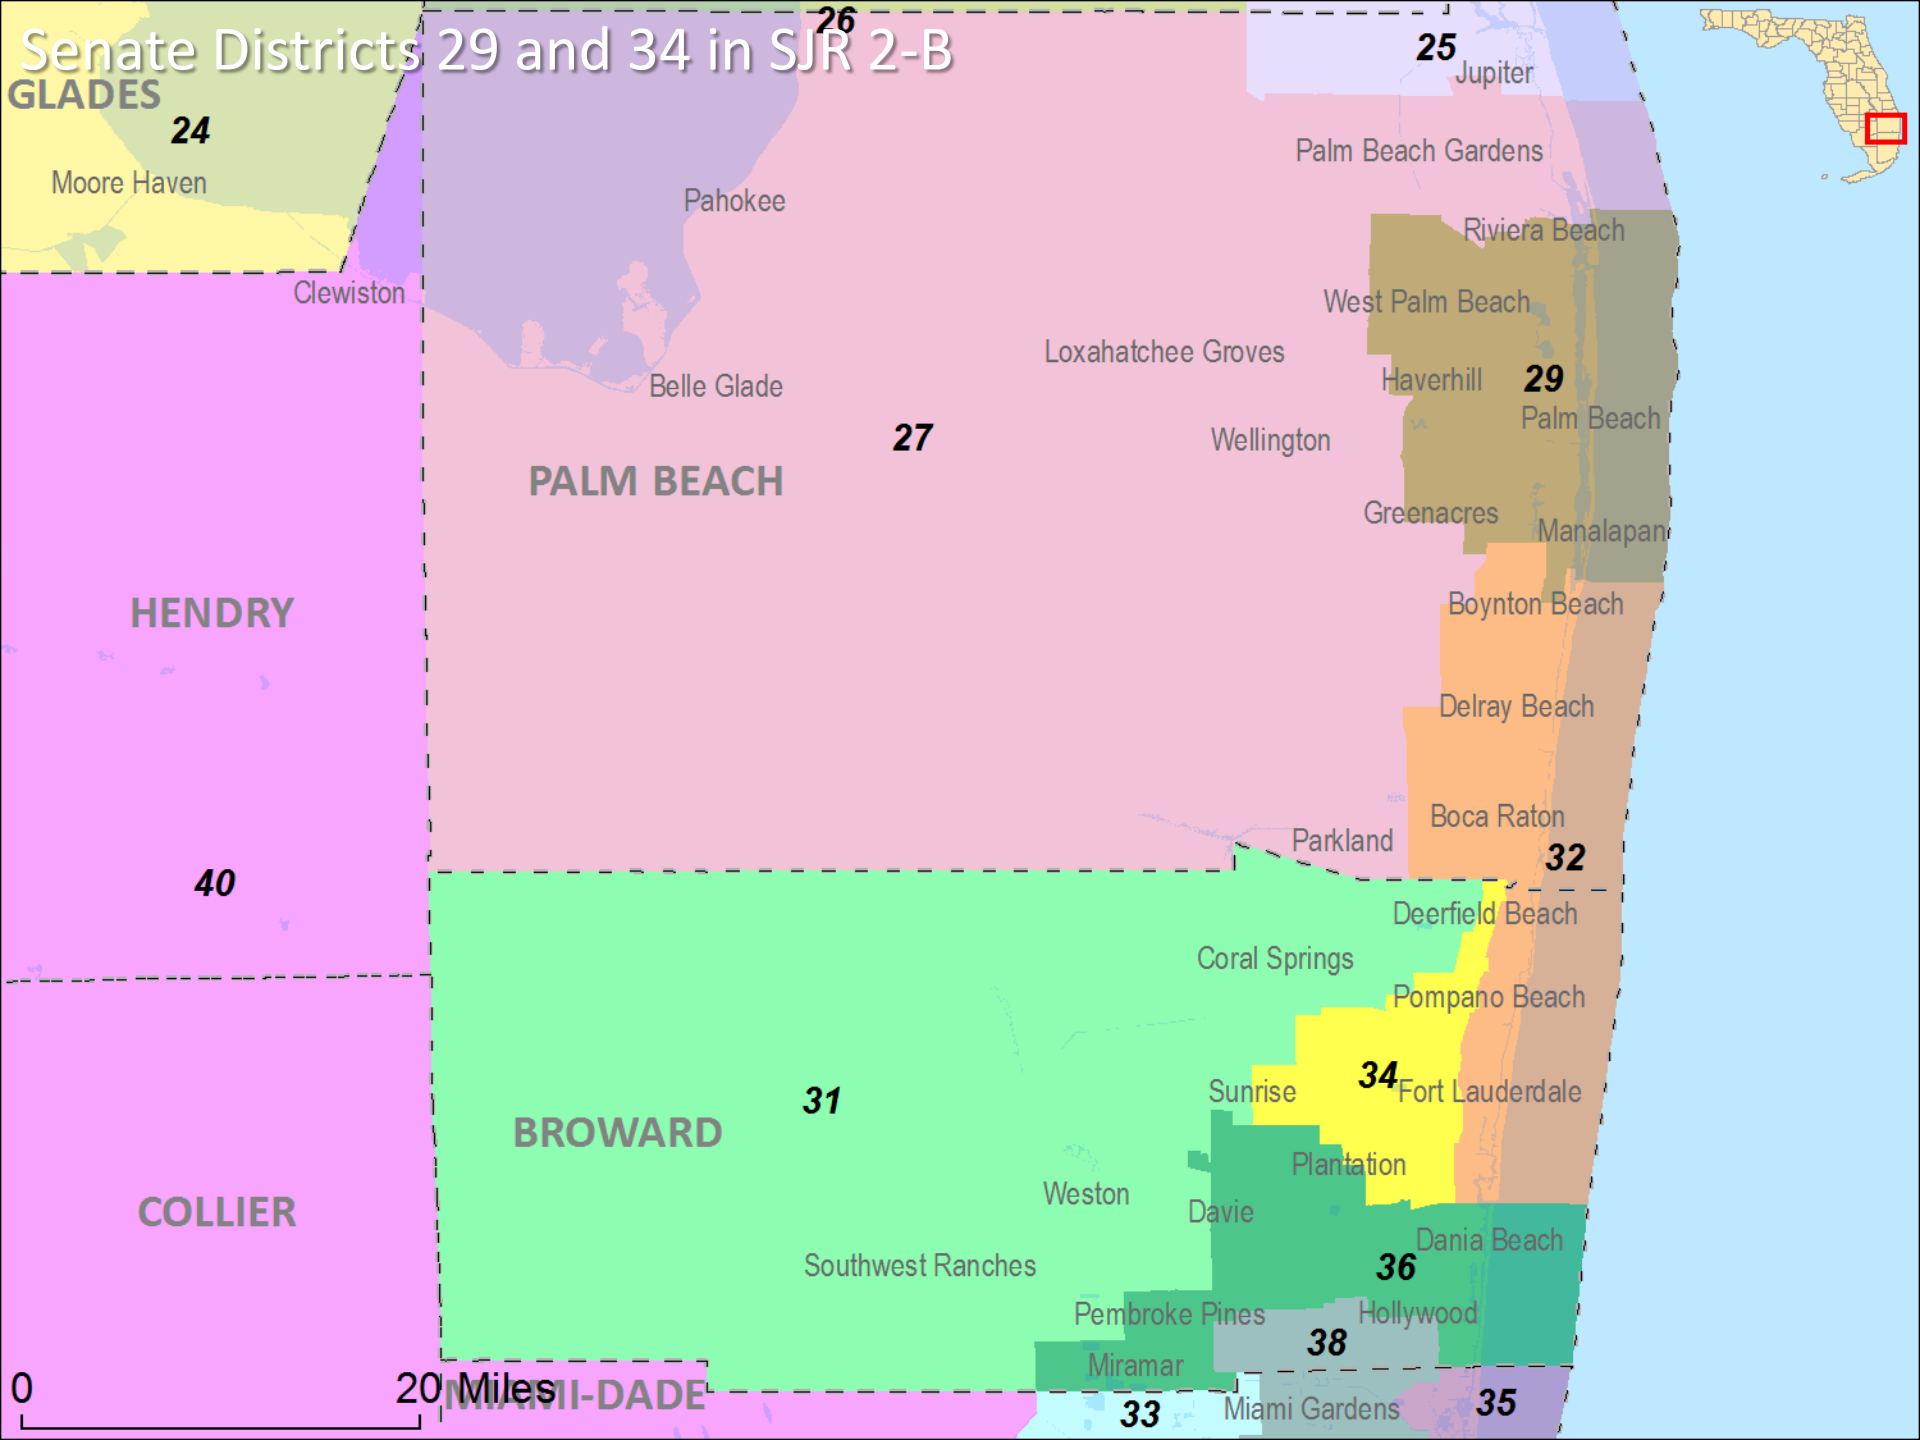 26
Senate Districts 29 and 34 in SJR 2-B
25
Jupiter
GLADES
24
Palm Beach Gardens
Moore Haven
Pahokee
Riviera Beach
Clewiston
West Palm Beach
Loxahatchee Groves
Belle Glade
Haverhill
29
Palm Beach
27
Wellington
PALM BEACH
Greenacres
Manalapan
HENDRY
Boynton Beach
Delray Beach
Boca Raton
Parkland
32
40
Deerfield Beach
Coral Springs
Pompano Beach
34
Sunrise
Fort Lauderdale
31
BROWARD
Plantation
Weston
Davie
COLLIER
Dania Beach
Southwest Ranches
36
Pembroke Pines
Hollywood
38
Miramar
0
20 Miles
MIAMI-DADE
33
Miami Gardens
35